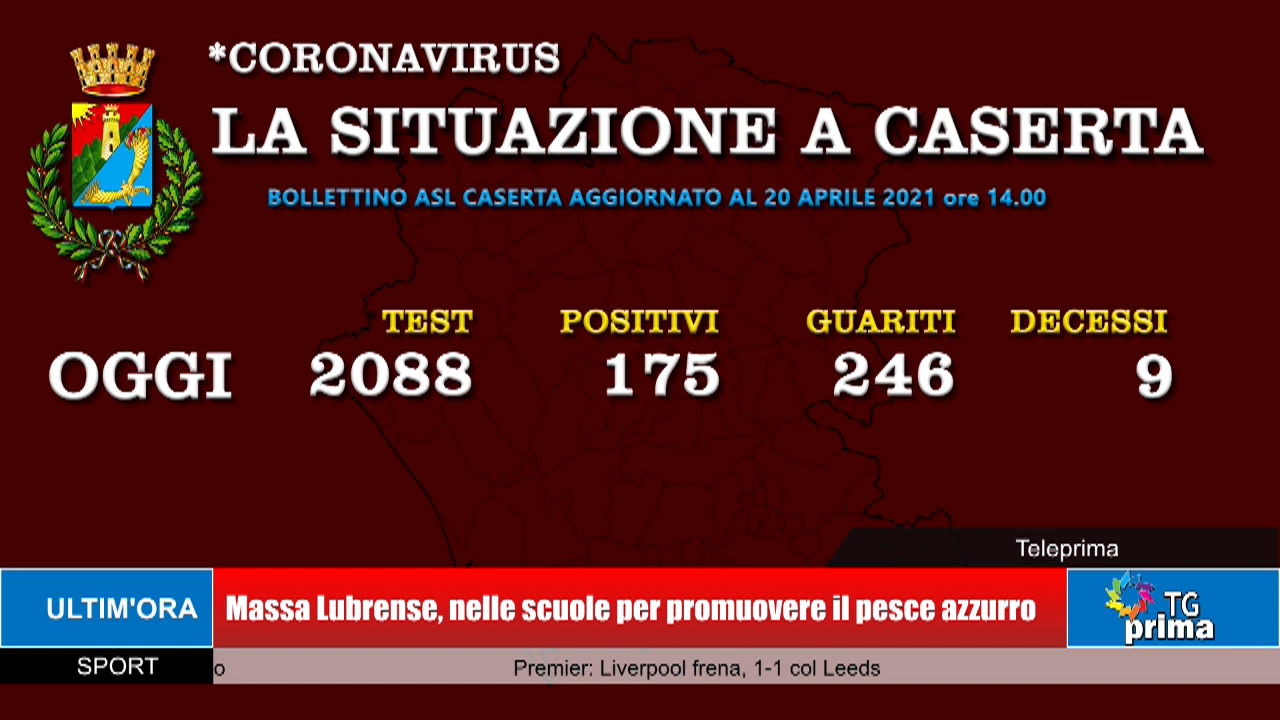 *CORONAVIRUS
LA SITUAZIONE A CASERTA
BOLLETTINO ASL CASERTA AGGIORNATO AL 20 APRILE 2021 ore 14.00
TEST POSITIVI GUARITI DECESSI
OGGI 2088 175 246 9
Teleprima
ULTIM'ORA Massa Lubrense, nelle scuole per promuovere il pesce azzurro TG
prima
SPORT o Premier: Liverpool frena, 1-1 col Leeds